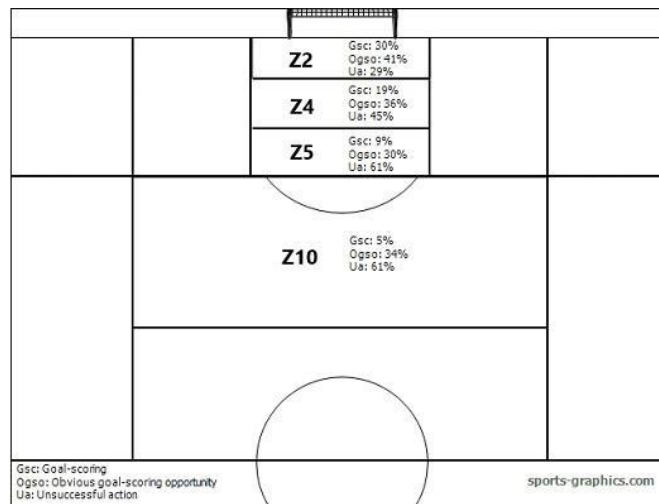 Z2
Gsc: 30%
Ogso: 41%
Ua: 29%
Z4
Gsc: 19%
Ogso: 36%
Ua: 45%
Z5
Gsc: 9%
Ogso: 30%
Ua: 61%
Z10
Gsc: 5%
Ogso: 34%
Ua: 61%
Gsc: Goal-scoring
Ogso: Obvious goal-scoring opportunity
Ua: Unsuccessful action
sports-graphics.com